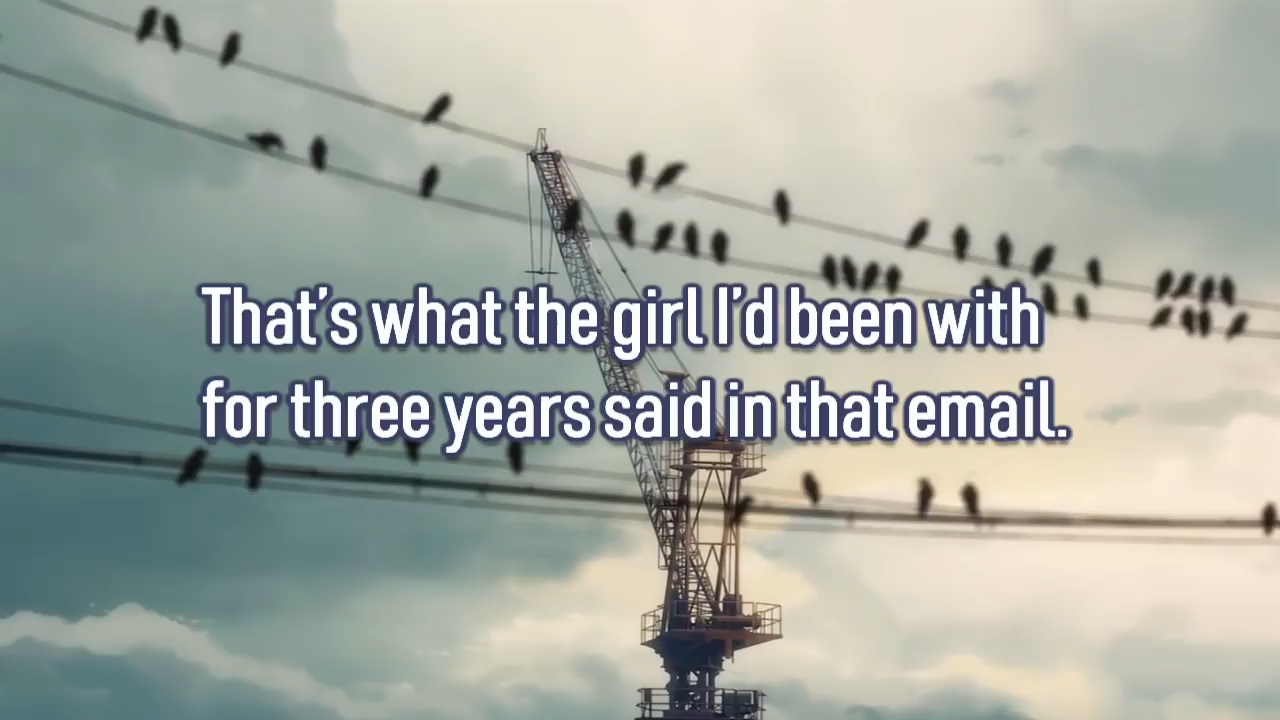 That's what the girl I'd been with
for three years said in that email.